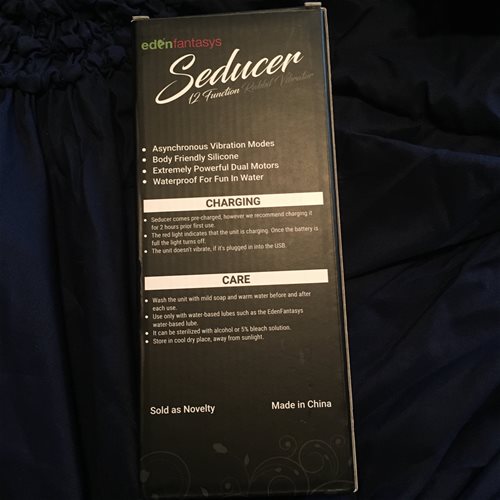 edenfantasys
Seducer
12 Function Rabbit Vibrator
• Asynchronous Vibration Modes
• Body Friendly Silicone
• Extremely Powerful Dual Motors
• Waterproof For Fun In Water
CHARGING
• Seducer comes pre-charged, however we recommend charging it
for 2 hours prior first use.
• The red light indicates that the unit is charging. Once the battery is
full the light turns off.
• The unit doesn't vibrate, if it's plugged in into the USB.
CARE
• Wash the unit with mild soap and warm water before and after
each use.
• Use only with water-based lubes such as the EdenFantasys
water-based lube.
• It can be sterilized with alcohol or 5% bleach solution.
• Store in cool dry place, away from sunlight.
Sold as Novelty
Made in China